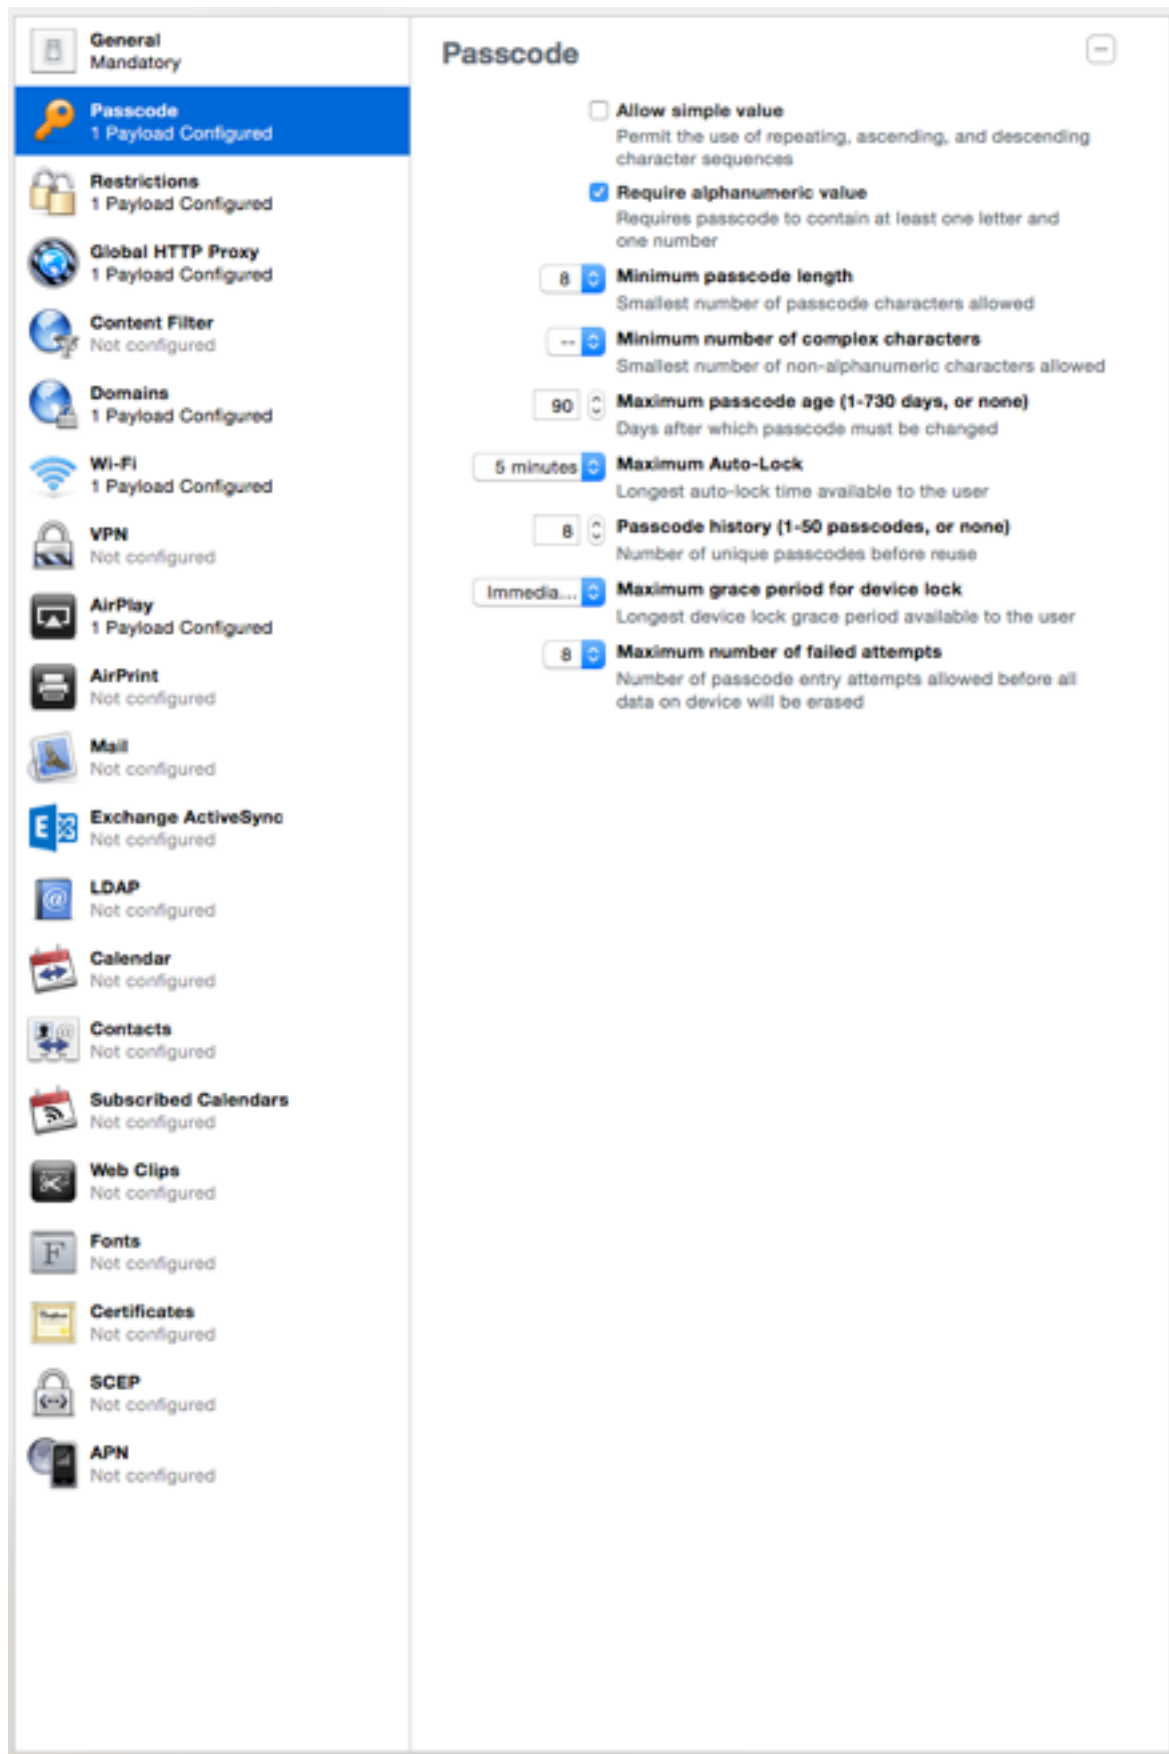 General
Mandatory
Passcode
1 Payload Configured
Restrictions
1 Payload Configured
Global HTTP Proxy
1 Payload Configured
Content Filter
Not configured
Domains
1 Payload Configured
Wi-Fi
1 Payload Configured
VPN
Not configured
AirPlay
1 Payload Configured
AirPrint
Not configured
Mail
Not configured
Exchange ActiveSync
Not configured
LDAP
Not configured
Calendar
Not configured
Contacts
Not configured
Subscribed Calendars
Not configured
Web Clips
Not configured
Fonts
Not configured
Certificates
Not configured
SCEP
Not configured
APN
Not configured
Passcode
Allow simple value
Permit the use of repeating, ascending, and descending
character sequences
Require alphanumeric value
Requires passcode to contain at least one letter and
one number
8 Minimum passcode length
Smallest number of passcode characters allowed
-- Minimum number of complex characters
Smallest number of non-alphanumeric characters allowed
90 Maximum passcode age (1-730 days, or none)
Days after which passcode must be changed
5 minutes Maximum Auto-Lock
Longest auto-lock time available to the user
8 Passcode history (1-50 passcodes, or none)
Number of unique passcodes before reuse
Immedia... Maximum grace period for device lock
Longest device lock grace period available to the user
8 Maximum number of failed attempts
Number of passcode entry attempts allowed before all
data on device will be erased